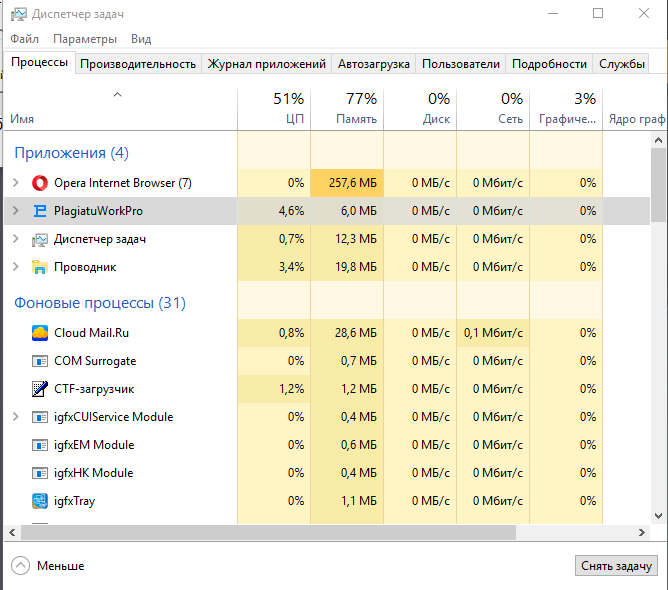 Диспетчер задач
Файл Параметры Вид
Процессы Производительность Журнал приложений Автозагрузка Пользователи Подробности Службы
51% 77% 0% 0% 3%
Имя ЦП Память Диск Сеть Графиче... Ядро граф
Приложения (4)
Opera Internet Browser (7) 0% 257,6 МБ 0 МБ/с 0 Мбит/с 0%
PlagiatuWorkPro 4,6% 6,0 МБ 0 МБ/с 0 Мбит/с 0%
Диспетчер задач 0,7% 12,3 МБ 0 МБ/с 0 Мбит/с 0%
Проводник 3,4% 19,8 МБ 0 МБ/с 0 Мбит/с 0%
Фоновые процессы (31)
Cloud Mail.Ru 0,8% 28,6 МБ 0 МБ/с 0,1 Мбит/с 0%
COM Surrogate 0% 0,7 МБ 0 МБ/с 0 Мбит/с 0%
CTF-загрузчик 1,2% 1,2 МБ 0 МБ/с 0 Мбит/с 0%
igfxCUIService Module 0% 0,4 МБ 0 МБ/с 0 Мбит/с 0%
igfxEM Module 0% 0,6 МБ 0 МБ/с 0 Мбит/с 0%
igfxHK Module 0% 0,4 МБ 0 МБ/с 0 Мбит/с 0%
igfxTray 0% 1,1 МБ 0 МБ/с 0 Мбит/с 0%
Меньше Снять задачу